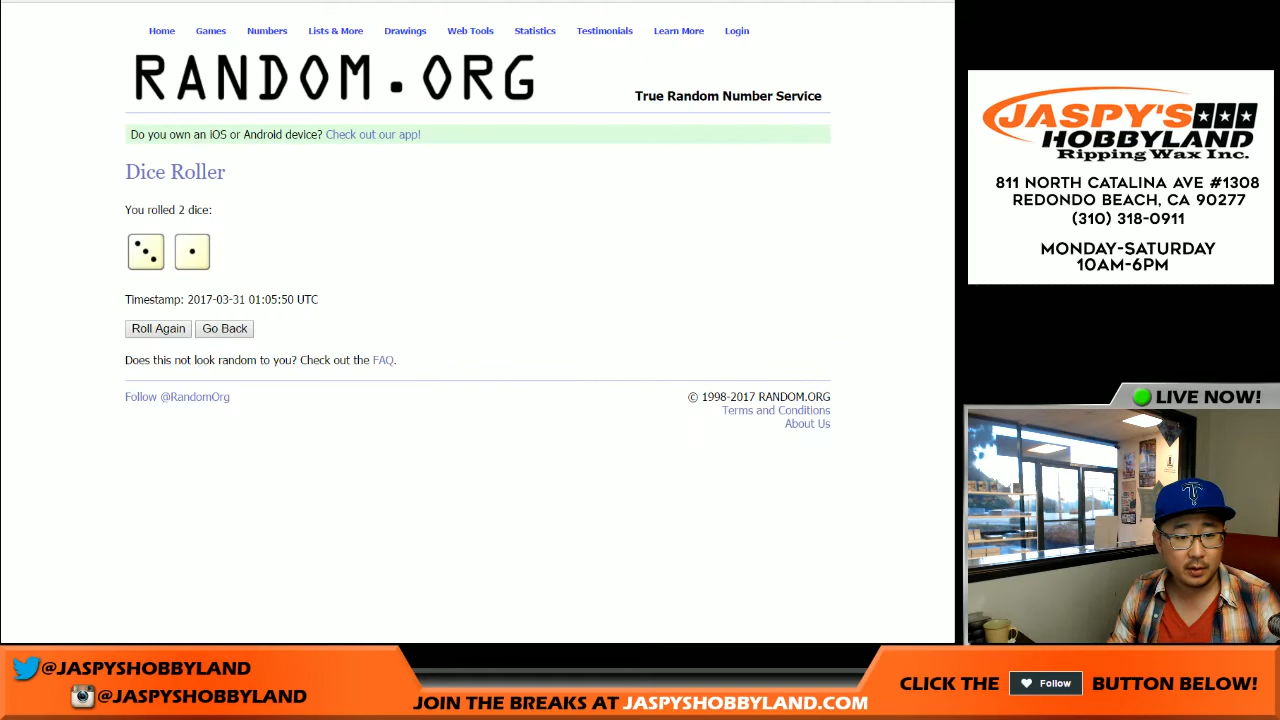 Home Games Numbers Lists & More Drawings Web Tools Statistics Testimonials Learn More Login
RANDOM.ORG
True Random Number Service
Do you own an iOS or Android device? Check out our app!
Dice Roller
You rolled 2 dice:
Timestamp: 2017-03-31 01:05:50 UTC
Roll Again Go Back
Does this not look random to you? Check out the FAQ.
Follow @RandomOrg
© 1998-2017 RANDOM.ORG
Terms and Conditions
About Us
JASPY'S
HOBBYLAND
Ripping Wax Inc.
811 NORTH CATALINA AVE #1308
REDONDO BEACH, CA 90277
(310) 318-0911
MONDAY-SATURDAY
10AM-6PM
LIVE NOW!
@JASPYSHOBBYLAND
@JASPYSHOBBYLAND
JOIN THE BREAKS AT JASPYSHOBBYLAND.COM
CLICK THE Follow BUTTON BELOW!